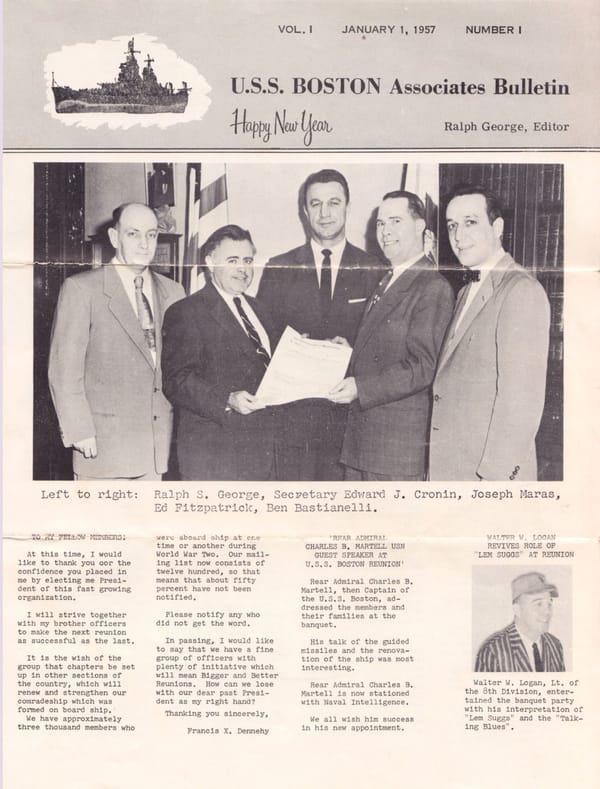 VOL. I JANUARY 1, 1957 NUMBER I
U.S.S. BOSTON Associates Bulletin
Happy New Year
Ralph George, Editor
Left to right: Ralph S. George, Secretary Edward J. Cronin, Joseph Maras,
Ed Fitzpatrick, Ben Bastianelli.
TO MY FELLOW MEMBERS:
At this time, I would
like to thank you oor the
confidence you placed in
me by electing me Presi-
dent of this fast growing
organization.
I will strive together
with my brother officers
to make the next reunion
as successful as the last.
It is the wish of the
group that chapters be set
up in other sections of
the country, which will
renew and strengthen our
comradeship which was
formed on board ship.
We have approximately
three thousand members who
were aboard ship at one
time or another during
World War Two. Our mail-
ing list now consists of
twelve hundred, so that
means that about fifty
percent have not been
notified.
Please notify any who
did not get the word.
In passing, I would like
to say that we have a fine
group of officers with
plenty of initiative which
will mean Bigger and Better
Reunions. How can we lose
with our dear past Presi-
dent as my right hand?
Thanking you sincerely,
Francis X. Dennehy
'REAR ADMIRAL
CHARLES B. MARTELL USN
GUEST SPEAKER AT
U.S.S. BOSTON REUNION'
Rear Admiral Charles B.
Martell, then Captain of
the U.S.S. Boston, ad-
dressed the members and
their families at the
banquet.
His talk of the guided
missiles and the renova-
tion of the ship was most
interesting.
Rear Admiral Charles B.
Martell is now stationed
with Naval Intelligence.
We all wish him success
in his new appointment.
WALTER W. LOGAN
REVIVES ROLE OF
"LEM SUGGS" AT REUNION
Walter W. Logan, Lt. of
the 8th Division, enter-
tained the banquet party
with his interpretation of
"Lem Suggs" and the "Talk-
ing Blues".